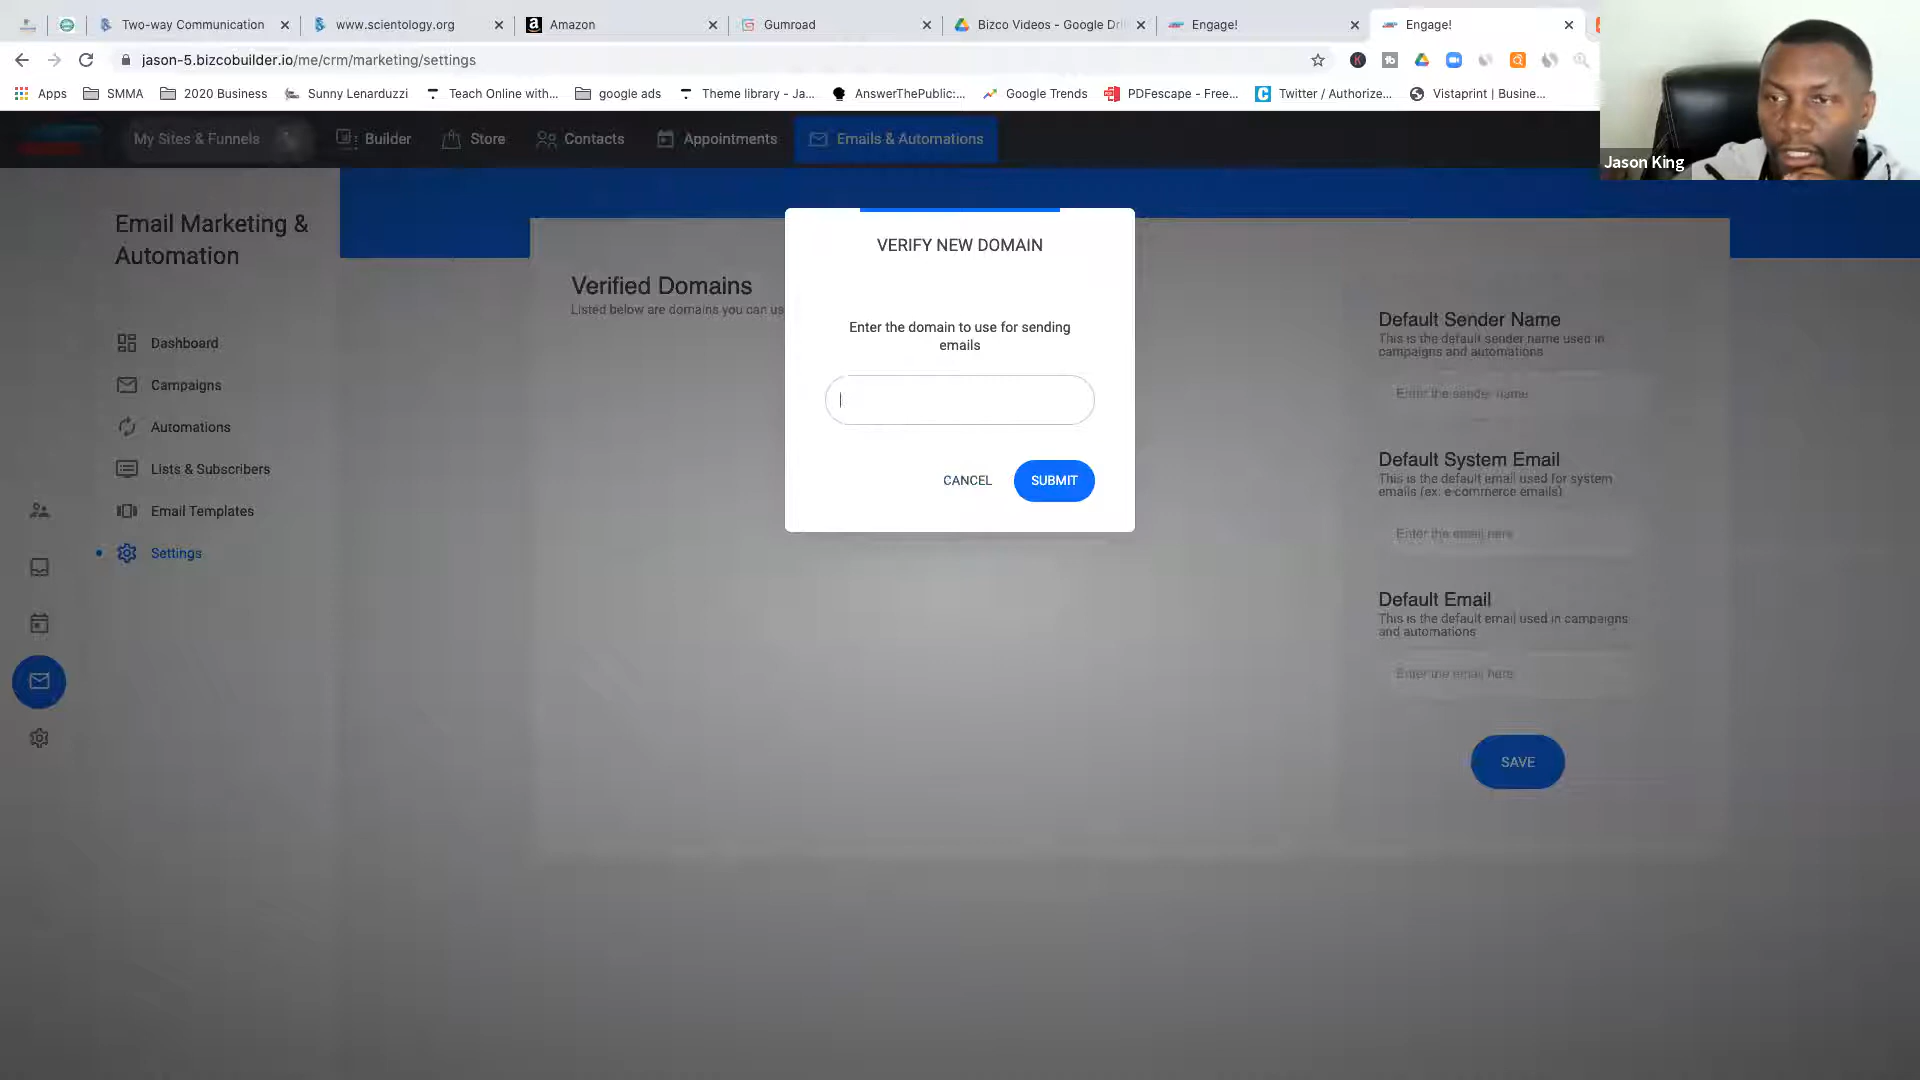 Two-way Communication
www.scientology.org
Amazon
Gumroad
Bizco Videos - Google Dri
Engage!
Engage!
jason-5.bizcobuilder.io/me/crm/marketing/settings
Apps
SMMA
2020 Business
Sunny Lenarduzzi
Teach Online with...
google ads
Theme library - Ja...
AnswerThePublic:...
Google Trends
PDFescape - Free...
Twitter / Authorize...
Vistaprint | Busine...
My Sites & Funnels
Builder
Store
Contacts
Appointments
Emails & Automations
Jason King
Email Marketing &
Automation
Dashboard
Campaigns
Automations
Lists & Subscribers
Email Templates
Settings
Verified Domains
Listed below are domains you can us
VERIFY NEW DOMAIN
Enter the domain to use for sending
emails
CANCEL
SUBMIT
Default Sender Name
This is the default sender name used in
campaigns and automations
Enter the sender name
Default System Email
This is the default email used for system
emails (ex: e-commerce emails)
Enter the email here
Default Email
This is the default email used in campaigns
and automations
Enter the email here
SAVE